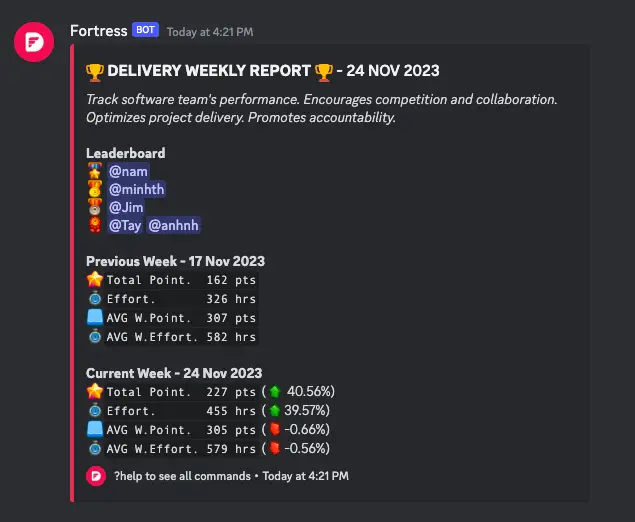 Fortress BOT Today at 4:21 PM
🏆 DELIVERY WEEKLY REPORT 🏆 - 24 NOV 2023
Track software team's performance. Encourages competition and collaboration.
Optimizes project delivery. Promotes accountability.
Leaderboard
@nam
@minhth
@Jim
@Tay @anhnh
Previous Week - 17 Nov 2023
Total Point. 162 pts
Effort. 326 hrs
AVG W.Point. 307 pts
AVG W.Effort. 582 hrs
Current Week - 24 Nov 2023
Total Point. 227 pts (⬆ 40.56%)
Effort. 455 hrs (⬆ 39.57%)
AVG W.Point. 305 pts (⬇ -0.66%)
AVG W.Effort. 579 hrs (⬇ -0.56%)
?help to see all commands • Today at 4:21 PM